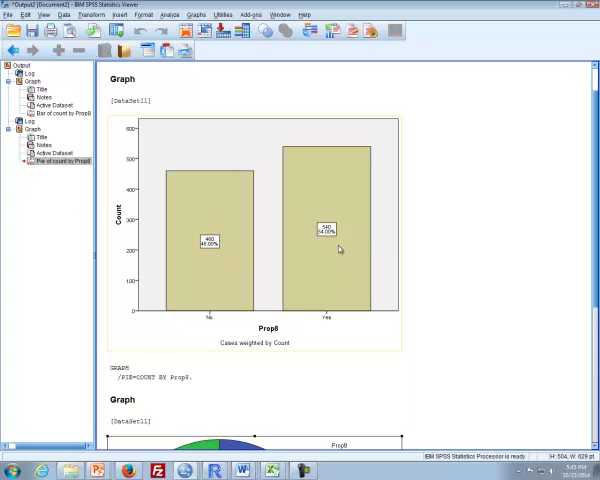 *Output2 [Document2] - IBM SPSS Statistics Viewer
File Edit View Data Transform Insert Format Analyze Graphs Utilities Add-ons Window Help
Output
Log
Graph
Title
Notes
Active Dataset
Bar of count by Prop8
Log
Graph
Title
Notes
Active Dataset
Pie of count by Prop8
Graph
[DataSet11]
600
500
400
300
200
100
0
Count
460
46.00%
540
54.00%
No Yes
Prop8
Cases weighted by Count
GRAPH
/PIE=COUNT BY Prop8.
Graph
[DataSet11]
Prop8
IBM SPSS Statistics Processor is ready
H: 504, W: 629 pt
5:45 PM